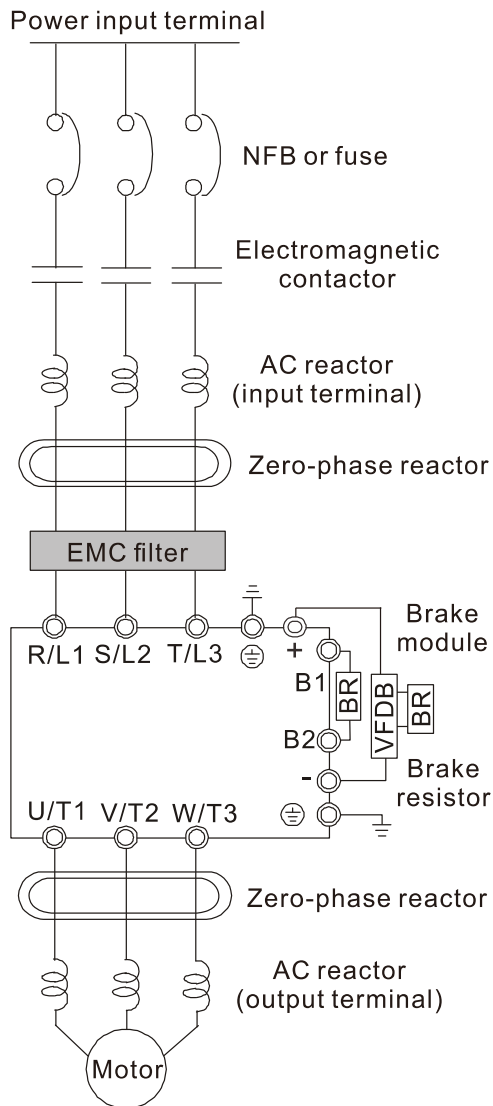 Power input terminal
NFB or fuse
Electromagnetic
contactor
AC reactor
(input terminal)
Zero-phase reactor
EMC filter
R/L1 S/L2 T/L3
+
Brake
module
B1
BR
VFDB
BR
B2
-
Brake
resistor
U/T1 V/T2 W/T3
Zero-phase reactor
AC reactor
(output terminal)
Motor